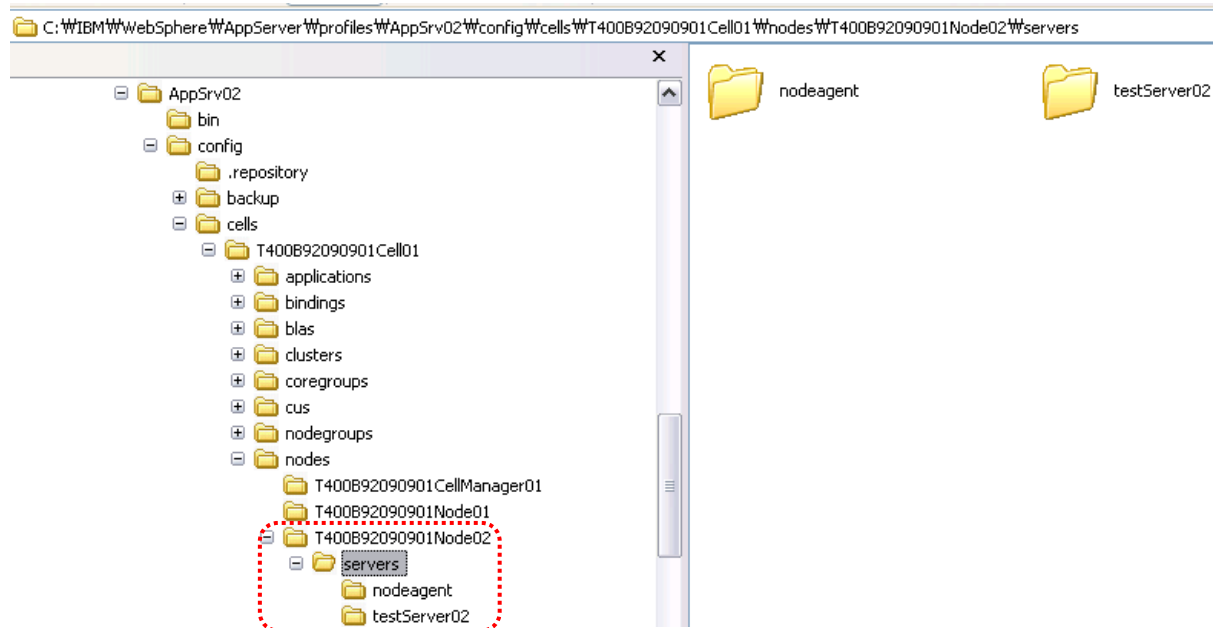 C:₩IBM₩WebSphere₩AppServer₩profiles₩AppSrv02₩config₩cells₩T400B92090901Cell01₩nodes₩T400B92090901Node02₩servers
AppSrv02
bin
config
.repository
backup
cells
T400B92090901Cell01
applications
bindings
blas
clusters
coregroups
cus
nodegroups
nodes
T400B92090901CellManager01
T400B92090901Node01
T400B92090901Node02
servers
nodeagent
testServer02
nodeagent
testServer02